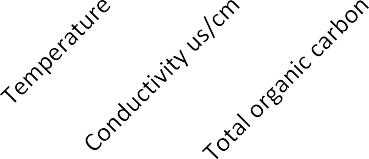 Temperature
Conductivity us/cm
Total organic carbon